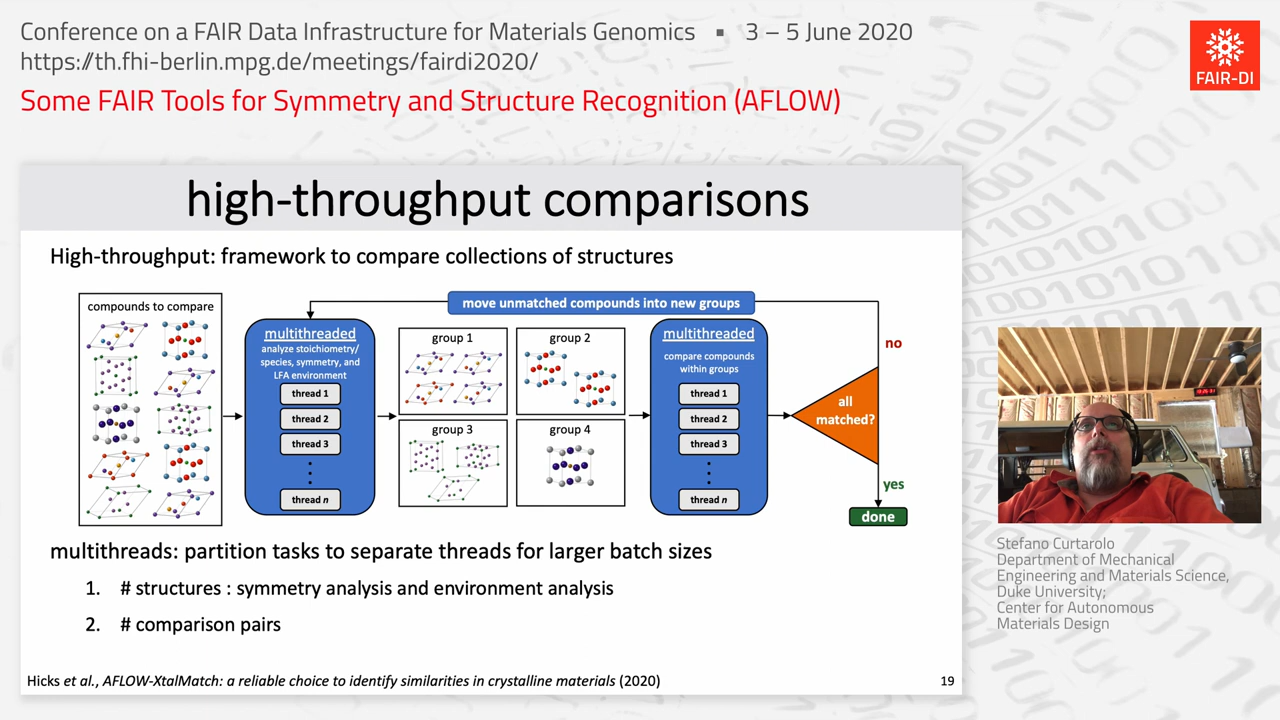 Conference on a FAIR Data Infrastructure for Materials Genomics ▪ 3 – 5 June 2020
https://th.fhi-berlin.mpg.de/meetings/fairdi2020/
Some FAIR Tools for Symmetry and Structure Recognition (AFLOW)
FAIR-DI
high-throughput comparisons
High-throughput: framework to compare collections of structures
compounds to compare
move unmatched compounds into new groups
multithreaded
analyze stoichiometry/
species, symmetry, and
LFA environment
thread 1
thread 2
thread 3
thread n
group 1
group 2
group 3
group 4
multithreaded
compare compounds
within groups
thread 1
thread 2
thread 3
thread n
all
matched?
no
yes
done
multithreads: partition tasks to separate threads for larger batch sizes
1. # structures : symmetry analysis and environment analysis
2. # comparison pairs
Hicks et al., AFLOW-XtalMatch: a reliable choice to identify similarities in crystalline materials (2020)
19
Stefano Curtarolo
Department of Mechanical
Engineering and Materials Science,
Duke University;
Center for Autonomous
Materials Design